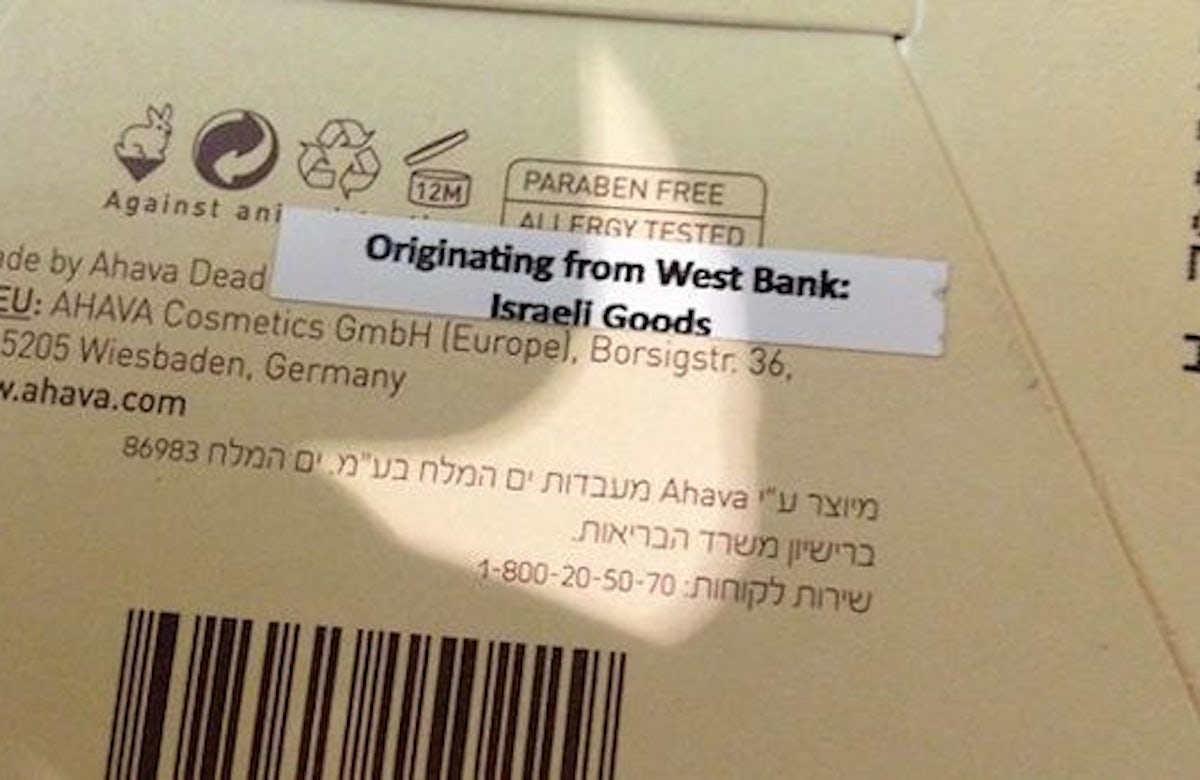 12M
PARABEN FREE
ALLERGY TESTED
Against ani
Originating from West Bank:
Israeli Goods
ade by Ahava Dead
EU: AHAVA Cosmetics GmbH (Europe), Borsigstr. 36,
5205 Wiesbaden, Germany
w.ahava.com
מיוצר ע"י Ahava מעבדות ים המלח בע"מ. ים המלח 86983
ברישיון משרד הבריאות.
שירות לקוחות: 1-800-20-50-70